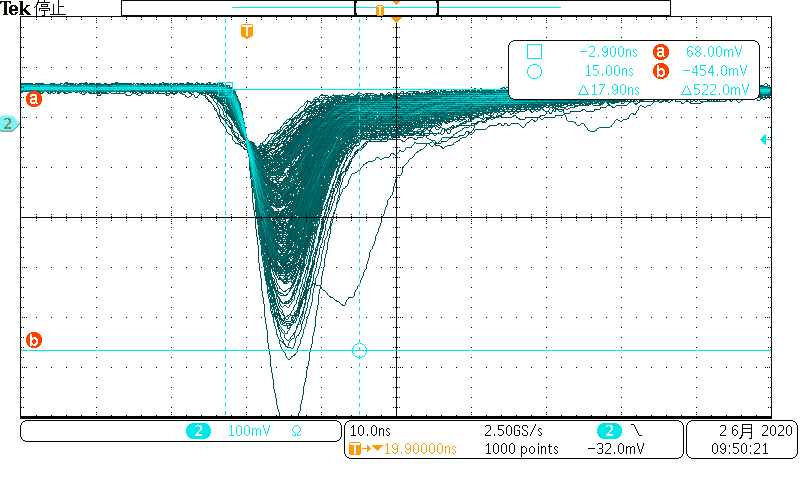 Tek 停止
T
T
-2.900ns a 68.00mV
15.00ns b -454.0mV
Δ17.90ns Δ522.0mV
a
2
b
2 100mV Ω
10.0ns 2.50GS/s 2
T→▼19.90000ns 1000 points -32.0mV
2 6月 2020
09:50:21